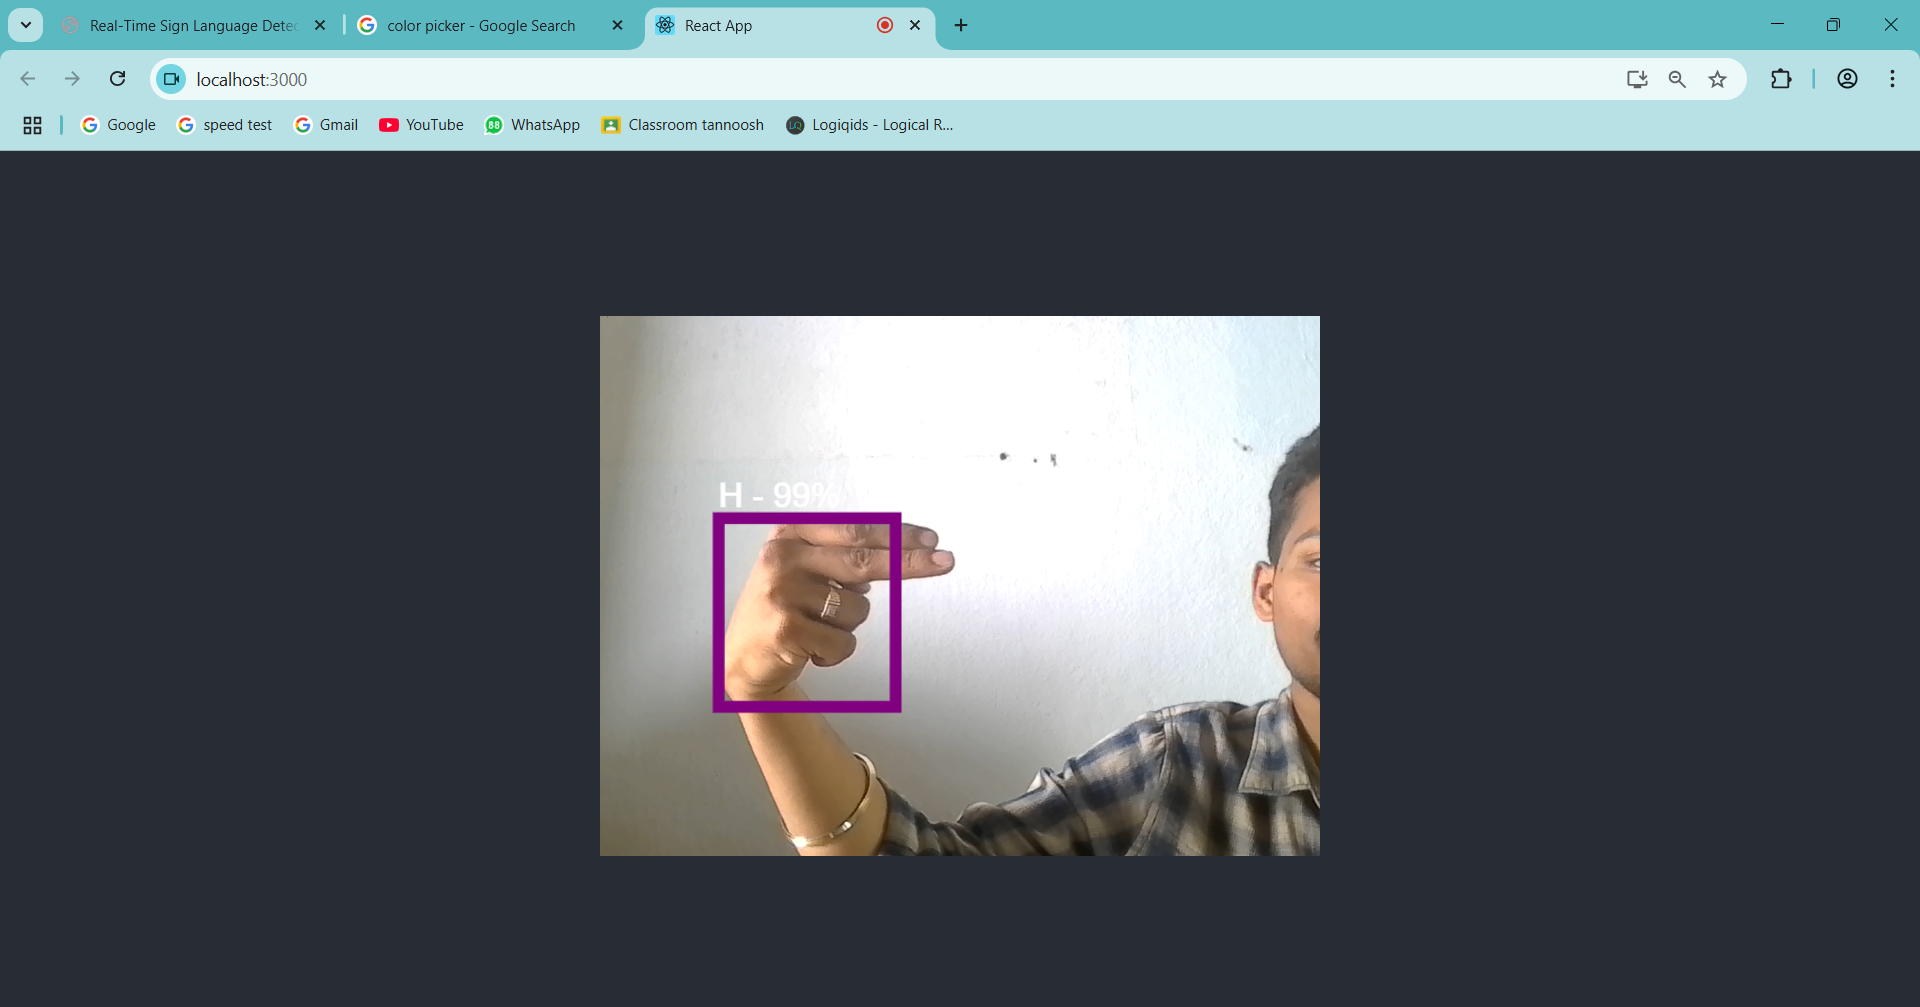 Real-Time Sign Language Detec
color picker - Google Search
React App
localhost:3000
Google
speed test
Gmail
YouTube
WhatsApp
Classroom tannoosh
Logiqids - Logical R...
H - 99%